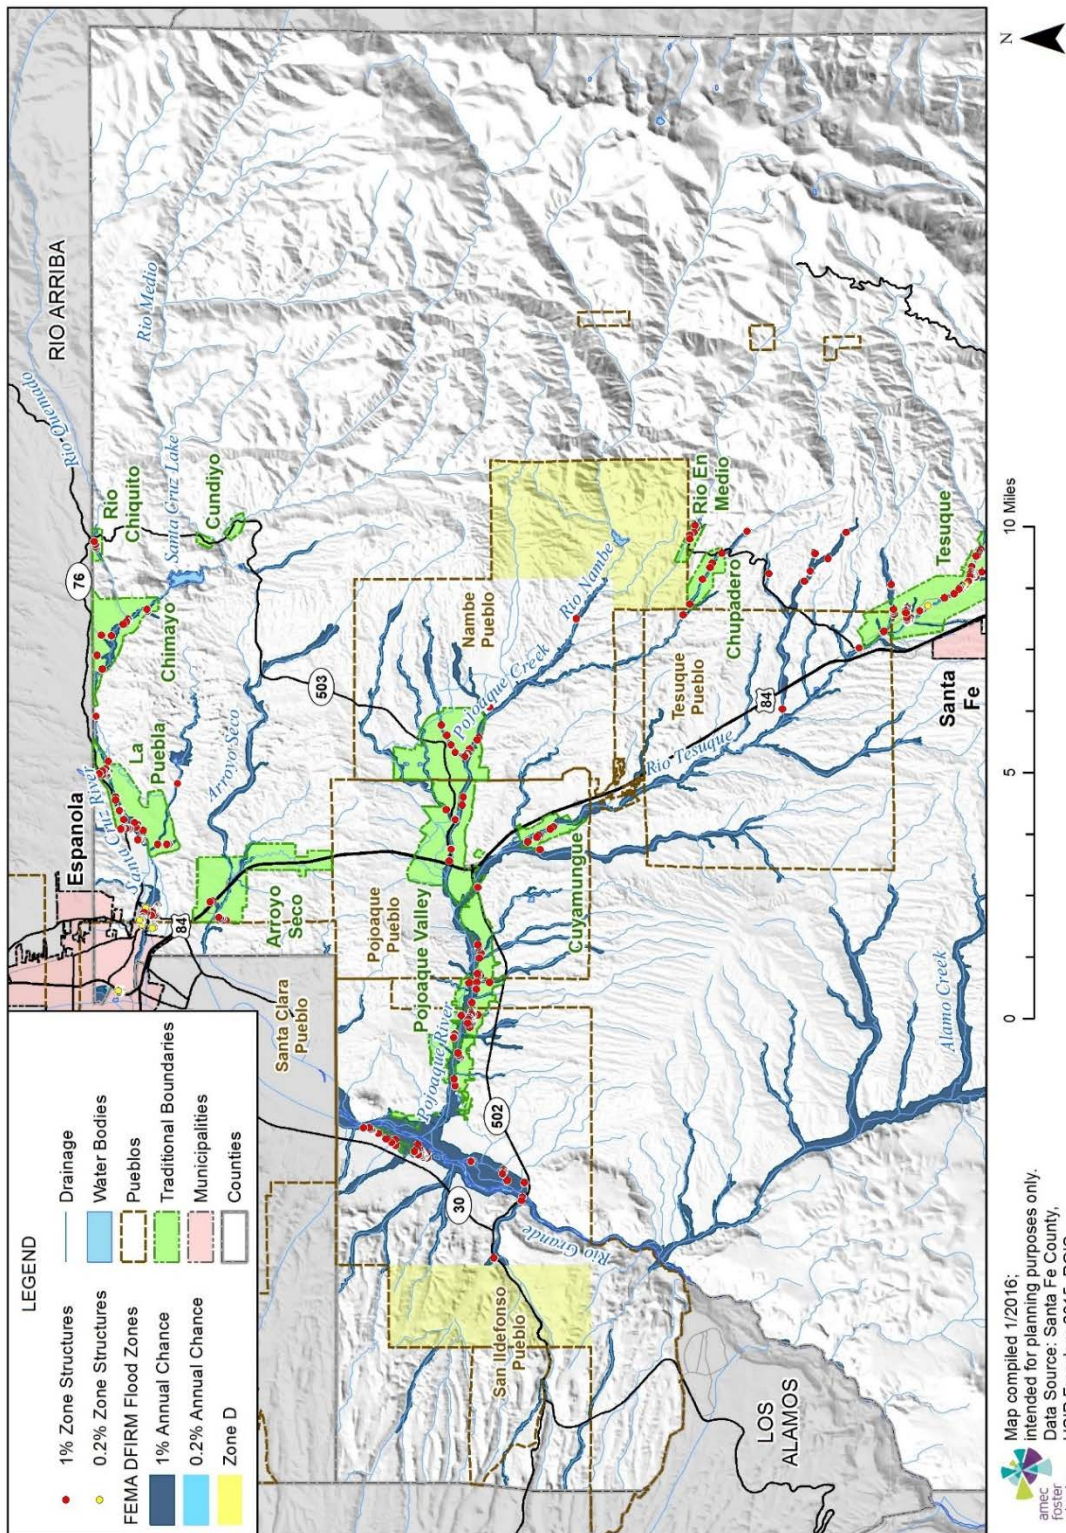 LEGEND
1% Zone Structures
0.2% Zone Structures
FEMA DFIRM Flood Zones
1% Annual Chance
0.2% Annual Chance
Zone D
Drainage
Water Bodies
Pueblos
Traditional Boundaries
Municipalities
Counties
RIO ARRIBA
Rio Quemado
Rio Medio
76
Rio
Chiquito
Santa Cruz Lake
Cundiyo
Chimayo
La
Puebla
Santa Cruz River
Espanola
Arroyo Seco
84
Arroyo
Seco
Santa Clara
Pueblo
503
Nambe
Pueblo
Pojoaque Creek
Rio Nambe
Rio En
Medio
Chupadero
Pojoaque
Pueblo
Pojoaque Valley
Pojoaque River
Cuyamungue
Tesuque
Pueblo
Rio Tesuque
84
Tesuque
Santa
Fe
502
30
Rio Grande
San Ildefonso
Pueblo
Alamo Creek
LOS
ALAMOS
N
0
5
10 Miles
amec
foster
Map compiled 1/2016;
intended for planning purposes only.
Data Source: Santa Fe County,